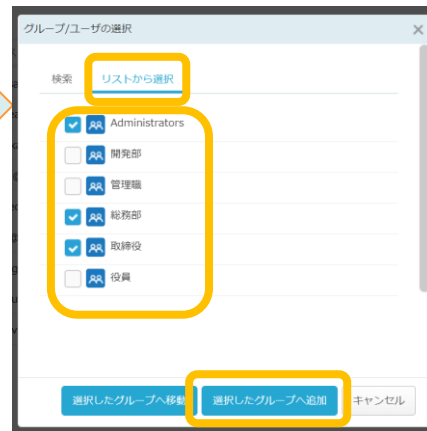 グループ/ユーザの選択
検索 リストから選択
Administrators
開発部
管理職
総務部
取締役
役員
選択したグループへ移動 選択したグループへ追加 キャンセル